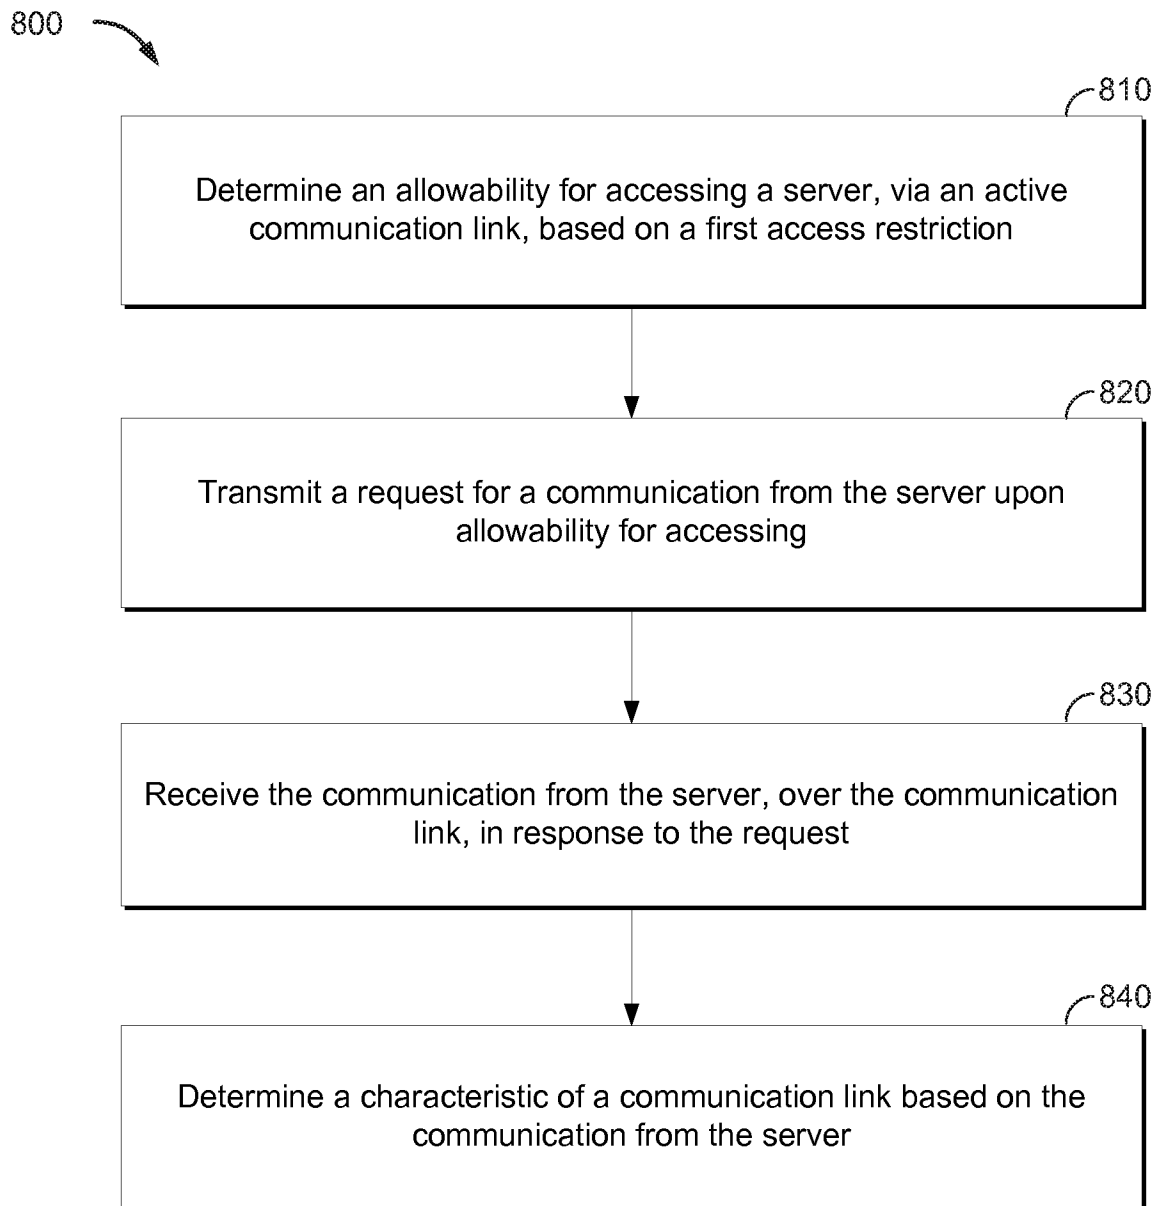 800
810
Determine an allowability for accessing a server, via an active
communication link, based on a first access restriction
820
Transmit a request for a communication from the server upon
allowability for accessing
830
Receive the communication from the server, over the communication
link, in response to the request
840
Determine a characteristic of a communication link based on the
communication from the server